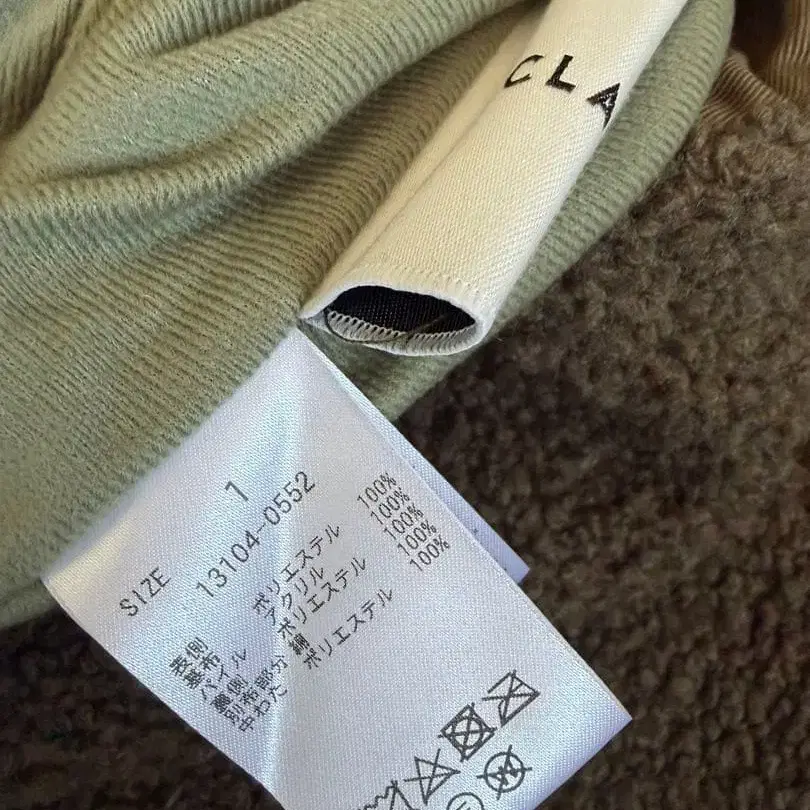 CLA
SIZE 1
13104-0552
表側
基布 ポリエステル 100%
パイル アクリル 100%
裏側 ポリエステル 100%
別布部分 綿 100%
中わた ポリエステル 100%